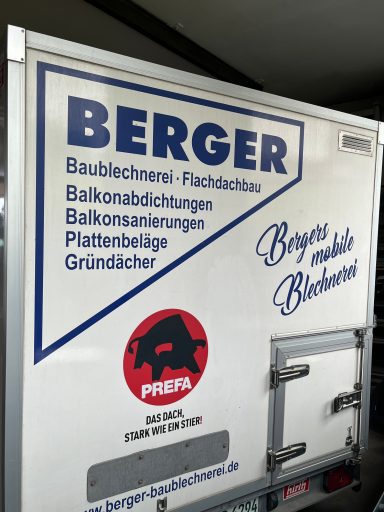 BERGER
Baublechnerei · Flachdachbau
Balkonabdichtungen
Balkonsanierungen
Plattenbeläge
Gründächer
Bergers
mobile
Blechnerei
PREFA
DAS DACH,
STARK WIE EIN STIER!
www.berger-baublechnerei.de
6294